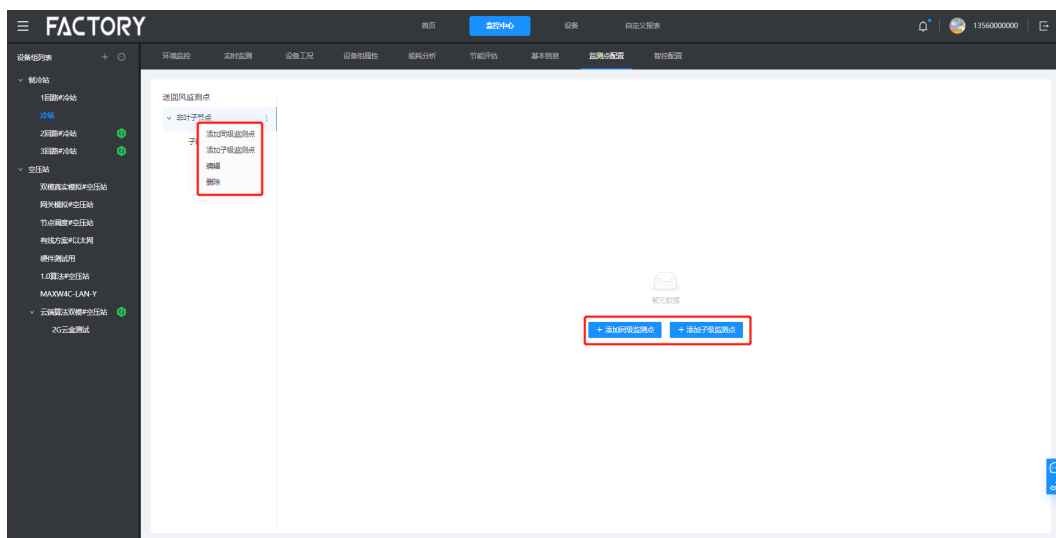 FACTORY
首页 监控中心 设备 自定义报表
13560000000
设备组列表
环境监控 实时监测 设备工况 设备组属性 能耗分析 节能评估 基本信息 监测点配置 智控配置
制冷站
1回路#冷站
冷站
2回路#冷站
3回路#冷站
空压站
双模真实模拟#空压站
网关模拟#空压站
节点调度#空压站
有线方案#以太网
硬件测试用
1.0算法#空压站
MAXW4C-LAN-Y
云端算法双模#空压站
2G云盒测试
送回风监测点
非叶子节点
添加同级监测点
添加子级监测点
编辑
删除
暂无数据
+ 添加同级监测点 + 添加子级监测点